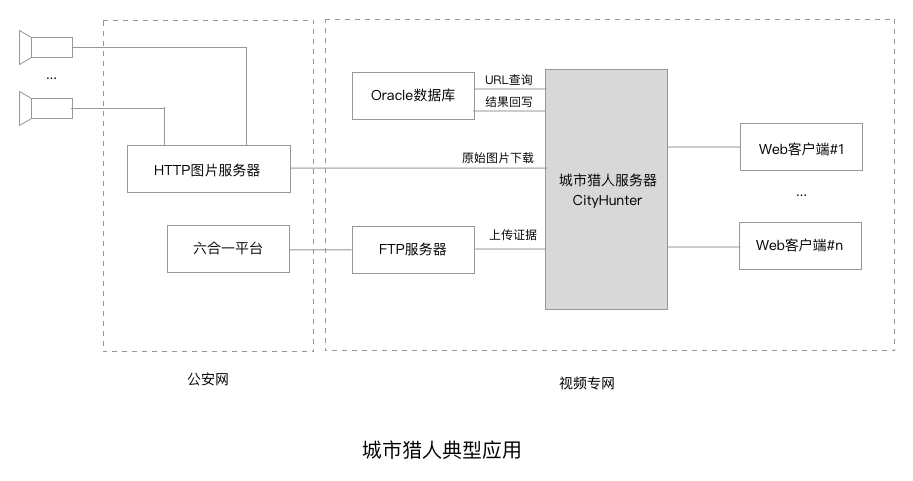 ...
HTTP图片服务器
六合一平台
公安网
Oracle数据库
URL查询
结果回写
原始图片下载
FTP服务器
上传证据
城市猎人服务器
CityHunter
Web客户端#1
...
Web客户端#n
视频专网
城市猎人典型应用